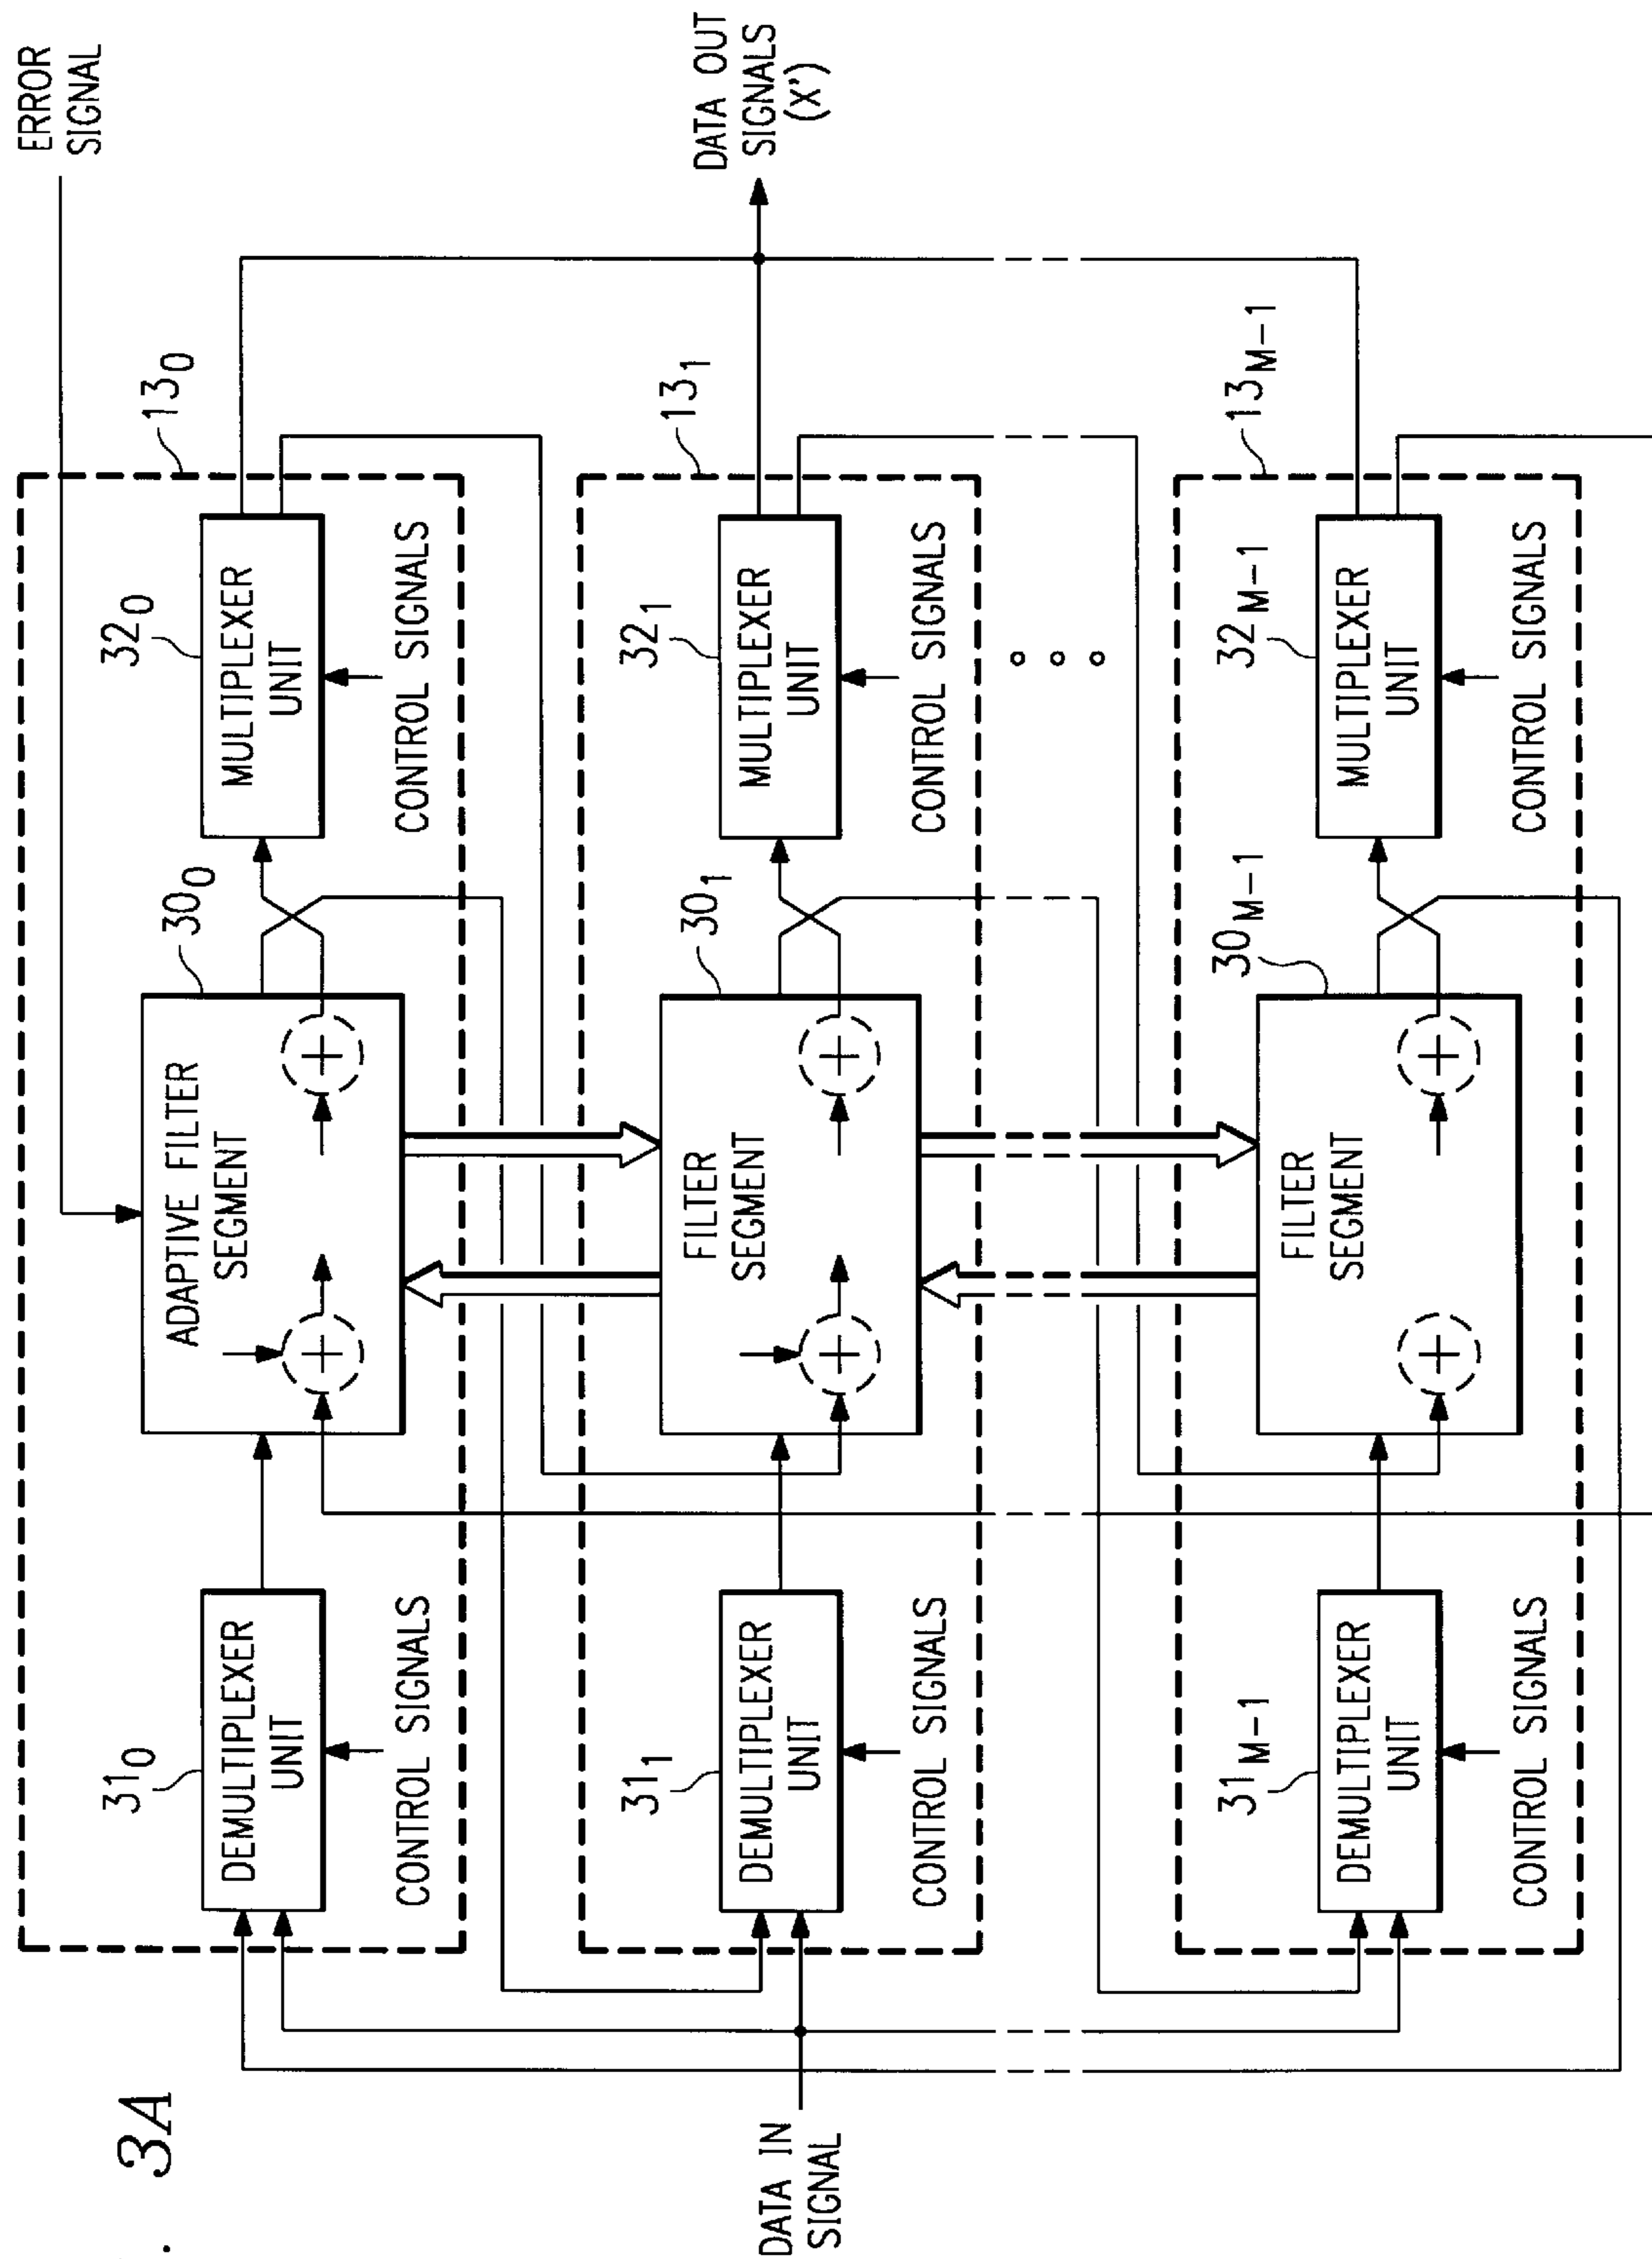 . 3A
ERROR
SIGNAL
13₀
31₀
DEMULTIPLEXER
UNIT
CONTROL SIGNALS
30₀
ADAPTIVE FILTER
SEGMENT
+
+
32₀
MULTIPLEXER
UNIT
CONTROL SIGNALS
DATA IN
SIGNAL
13₁
31₁
DEMULTIPLEXER
UNIT
CONTROL SIGNALS
30₁
FILTER
SEGMENT
+
+
32₁
MULTIPLEXER
UNIT
CONTROL SIGNALS
DATA OUT
SIGNALS
(X')
13M-1
31M-1
DEMULTIPLEXER
UNIT
CONTROL SIGNALS
30M-1
FILTER
SEGMENT
+
+
32M-1
MULTIPLEXER
UNIT
CONTROL SIGNALS